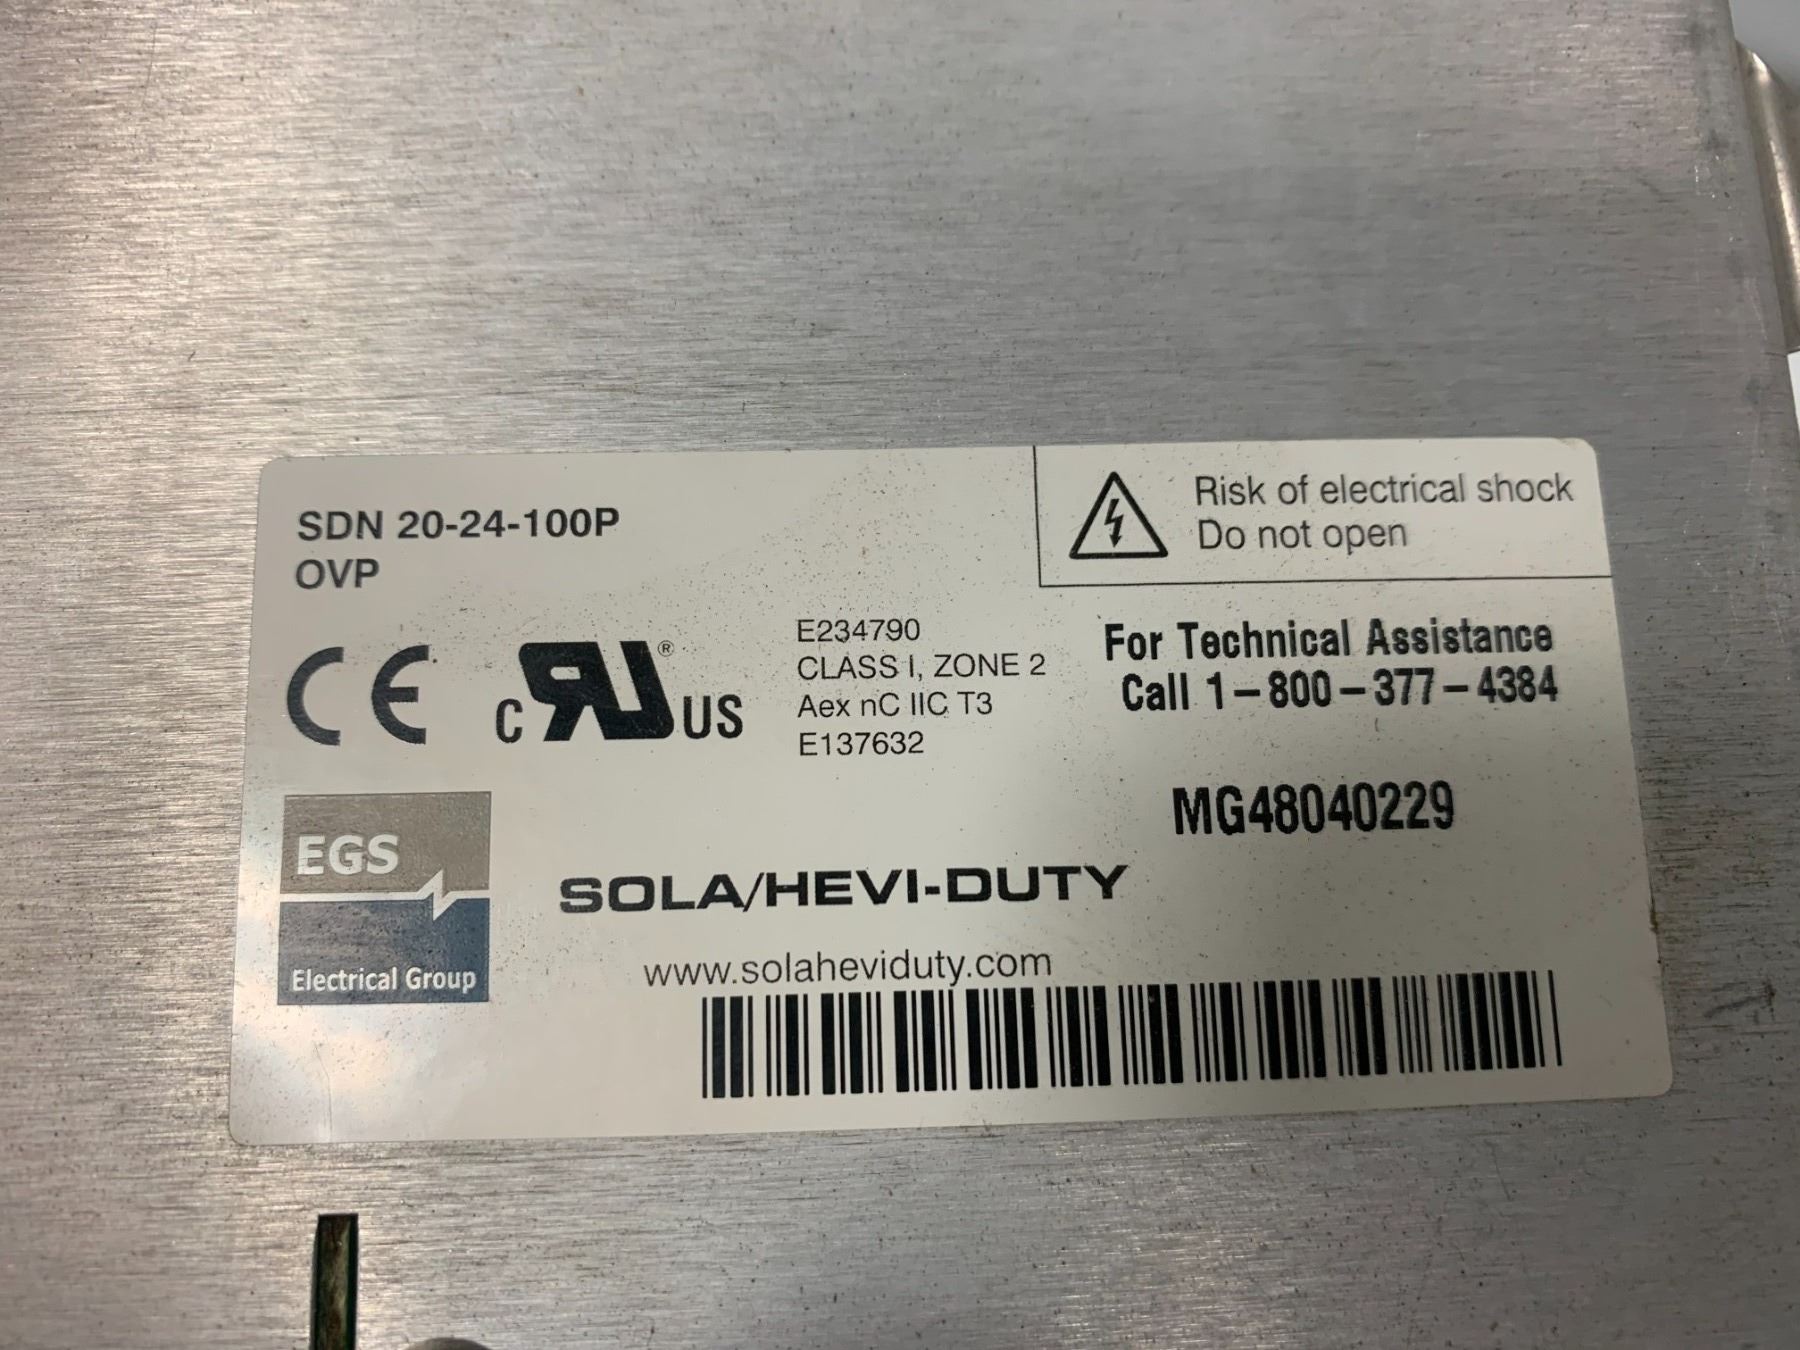 SDN 20-24-100P
OVP
Risk of electrical shock
Do not open
CE
c RU ® US
E234790
CLASS I, ZONE 2
Aex nC IIC T3
E137632
For Technical Assistance
Call 1-800-377-4384
MG48040229
EGS
Electrical Group
SOLA/HEVI-DUTY
www.solaheviduty.com